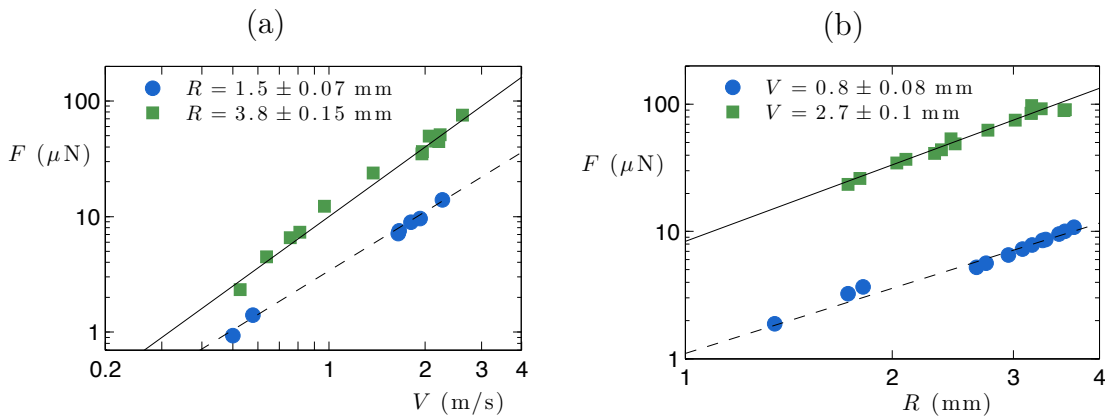 (a)
R = 1.5 ± 0.07 mm
R = 3.8 ± 0.15 mm
100
10
1
F (μN)
0.2
1
2
3
4
V (m/s)
(b)
V = 0.8 ± 0.08 mm
V = 2.7 ± 0.1 mm
100
10
1
F (μN)
1
2
3
4
R (mm)